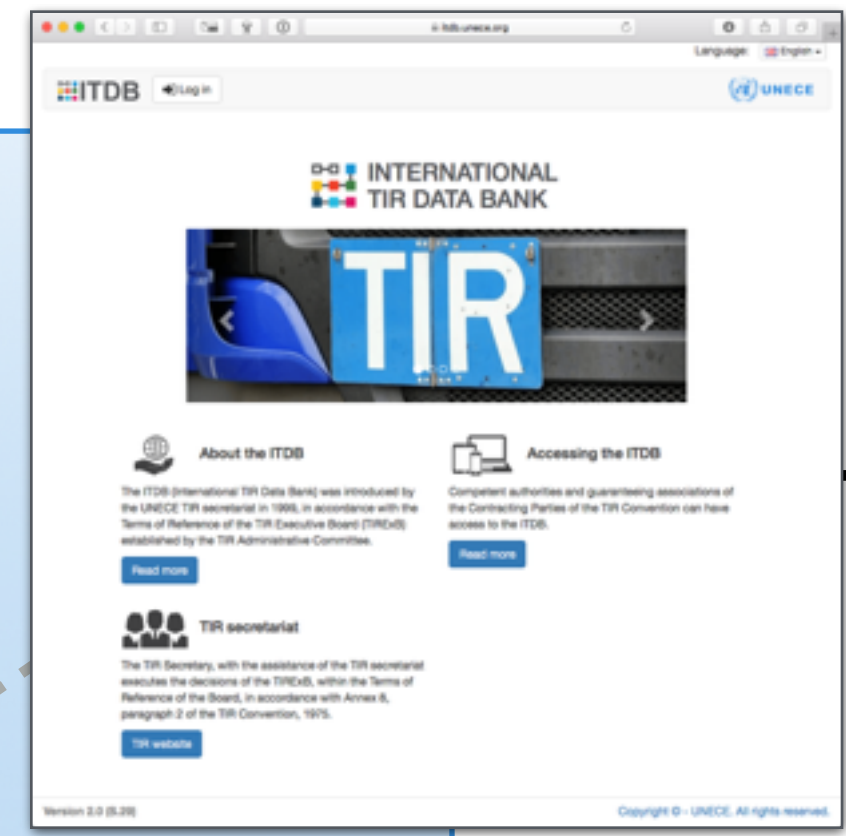 itdb.unece.org
Language: English
ITDB Log in UNECE
INTERNATIONAL
TIR DATA BANK
TIR
About the ITDB
The ITDB (International TIR Data Bank) was introduced by
the UNECE TIR secretariat in 1999, in accordance with the
Terms of Reference of the TIR Executive Board (TIRExB)
established by the TIR Administrative Committee.
Read more
Accessing the ITDB
Competent authorities and guaranteeing associations of
the Contracting Parties of the TIR Convention can have
access to the ITDB.
Read more
TIR secretariat
The TIR Secretary, with the assistance of the TIR secretariat
executes the decisions of the TIRExB, within the Terms of
Reference of the Board, in accordance with Annex 8,
paragraph 2 of the TIR Convention, 1975.
TIR website
Version 2.0 (5.29)
Copyright © - UNECE. All rights reserved.